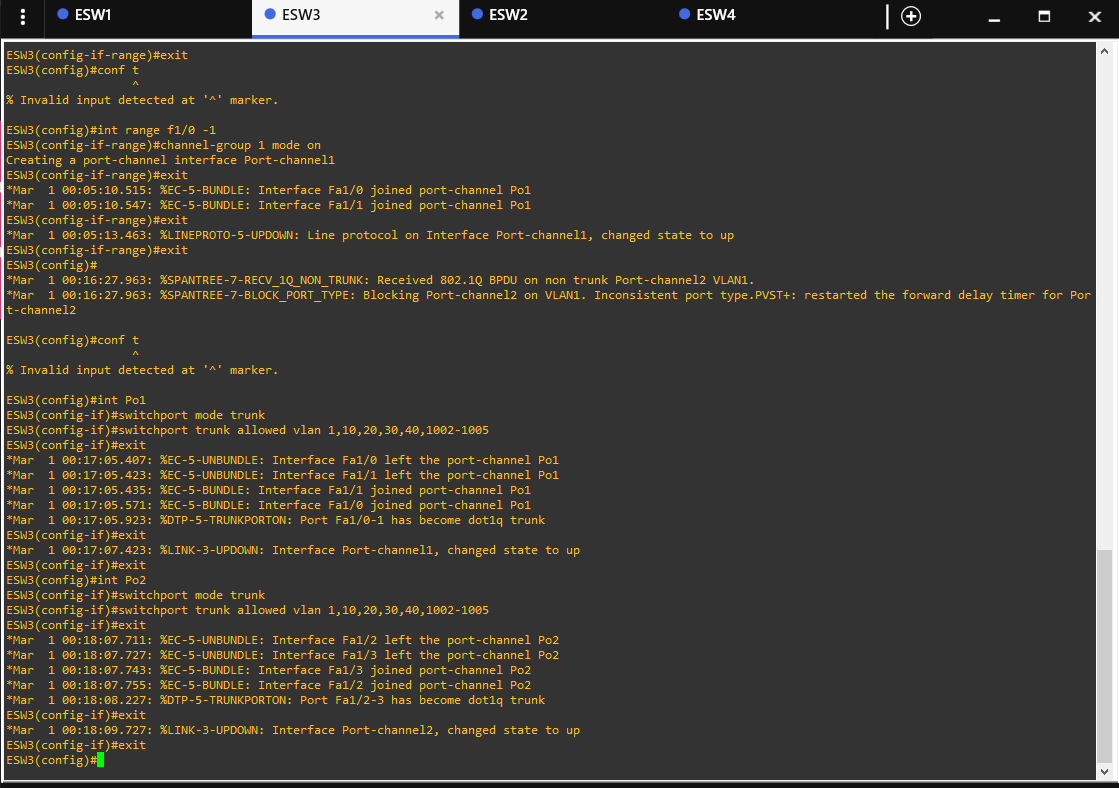 ESW1
ESW3
ESW2
ESW4
ESW3(config-if-range)#exit
ESW3(config)#conf t
^
% Invalid input detected at '^' marker.
ESW3(config)#int range f1/0 -1
ESW3(config-if-range)#channel-group 1 mode on
Creating a port-channel interface Port-channel1
ESW3(config-if-range)#exit
*Mar  1 00:05:10.515: %EC-5-BUNDLE: Interface Fa1/0 joined port-channel Po1
*Mar  1 00:05:10.547: %EC-5-BUNDLE: Interface Fa1/1 joined port-channel Po1
ESW3(config-if-range)#exit
*Mar  1 00:05:13.463: %LINEPROTO-5-UPDOWN: Line protocol on Interface Port-channel1, changed state to up
ESW3(config-if-range)#exit
ESW3(config)#
*Mar  1 00:16:27.963: %SPANTREE-7-RECV_1Q_NON_TRUNK: Received 802.1Q BPDU on non trunk Port-channel2 VLAN1.
*Mar  1 00:16:27.963: %SPANTREE-7-BLOCK_PORT_TYPE: Blocking Port-channel2 on VLAN1. Inconsistent port type.PVST+: restarted the forward delay timer for Por
t-channel2
ESW3(config)#conf t
^
% Invalid input detected at '^' marker.
ESW3(config)#int Po1
ESW3(config-if)#switchport mode trunk
ESW3(config-if)#switchport trunk allowed vlan 1,10,20,30,40,1002-1005
ESW3(config-if)#exit
*Mar  1 00:17:05.407: %EC-5-UNBUNDLE: Interface Fa1/0 left the port-channel Po1
*Mar  1 00:17:05.423: %EC-5-UNBUNDLE: Interface Fa1/1 left the port-channel Po1
*Mar  1 00:17:05.435: %EC-5-BUNDLE: Interface Fa1/1 joined port-channel Po1
*Mar  1 00:17:05.571: %EC-5-BUNDLE: Interface Fa1/0 joined port-channel Po1
*Mar  1 00:17:05.923: %DTP-5-TRUNKPORTON: Port Fa1/0-1 has become dot1q trunk
ESW3(config-if)#exit
*Mar  1 00:17:07.423: %LINK-3-UPDOWN: Interface Port-channel1, changed state to up
ESW3(config-if)#exit
ESW3(config)#int Po2
ESW3(config-if)#switchport mode trunk
ESW3(config-if)#switchport trunk allowed vlan 1,10,20,30,40,1002-1005
ESW3(config-if)#exit
*Mar  1 00:18:07.711: %EC-5-UNBUNDLE: Interface Fa1/2 left the port-channel Po2
*Mar  1 00:18:07.727: %EC-5-UNBUNDLE: Interface Fa1/3 left the port-channel Po2
*Mar  1 00:18:07.743: %EC-5-BUNDLE: Interface Fa1/3 joined port-channel Po2
*Mar  1 00:18:07.755: %EC-5-BUNDLE: Interface Fa1/2 joined port-channel Po2
*Mar  1 00:18:08.227: %DTP-5-TRUNKPORTON: Port Fa1/2-3 has become dot1q trunk
ESW3(config-if)#exit
*Mar  1 00:18:09.727: %LINK-3-UPDOWN: Interface Port-channel2, changed state to up
ESW3(config-if)#exit
ESW3(config)#